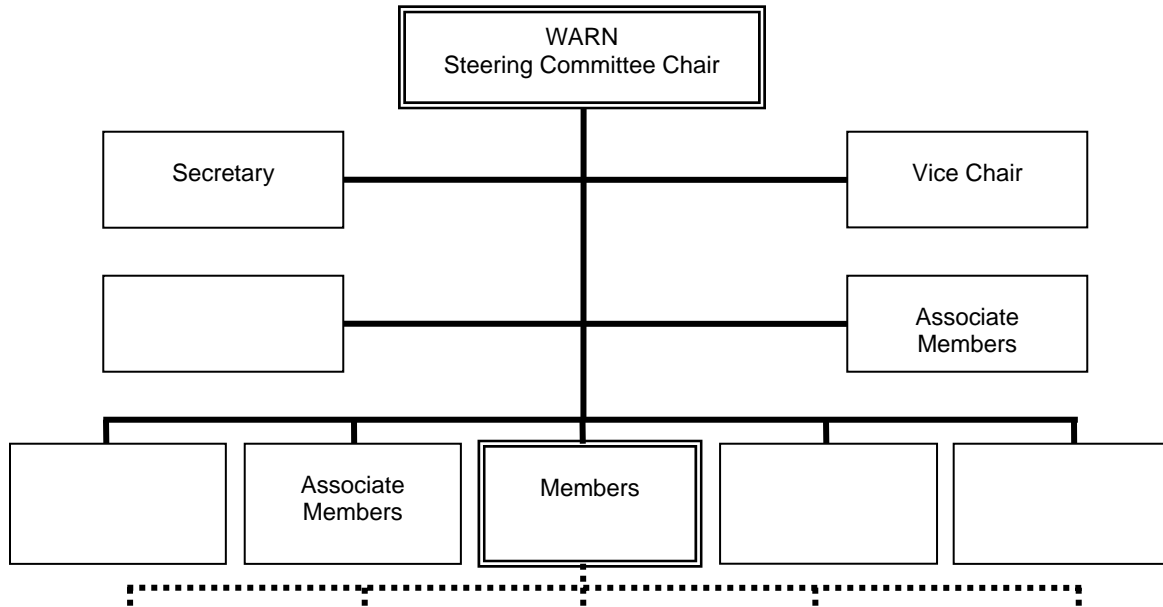 WARN
Steering Committee Chair
Secretary
Vice Chair
Associate
Members
Associate
Members
Members